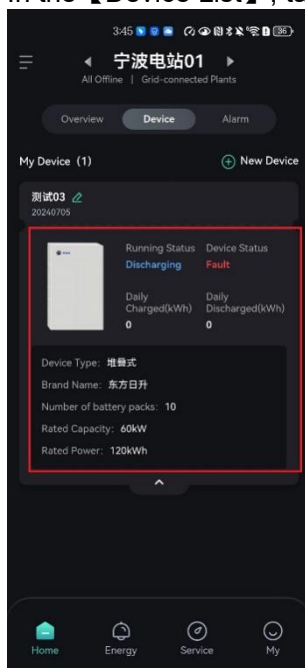 In the 【Device List】, ta
3:45
36
宁波电站01
All Offline | Grid-connected Plants
Overview Device Alarm
My Device (1) New Device
测试03
20240705
Running Status Device Status
Discharging Fault
Daily Charged(kWh) Daily Discharged(kWh)
0 0
Device Type: 堆叠式
Brand Name: 东方日升
Number of battery packs: 10
Rated Capacity: 60kW
Rated Power: 120kWh
Home Energy Service My